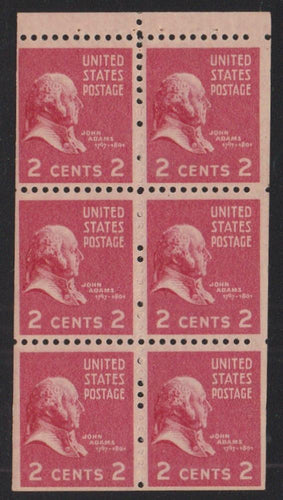 UNITED
STATES
POSTAGE
JOHN
ADAMS
1797-1801
2 CENTS 2
UNITED
STATES
POSTAGE
JOHN
ADAMS
1797-1801
2 CENTS 2
UNITED
STATES
POSTAGE
JOHN
ADAMS
1797-1801
2 CENTS 2
UNITED
STATES
POSTAGE
JOHN
ADAMS
1797-1801
2 CENTS 2
UNITED
STATES
POSTAGE
JOHN
ADAMS
1797-1801
2 CENTS 2
UNITED
STATES
POSTAGE
JOHN
ADAMS
1797-1801
2 CENTS 2